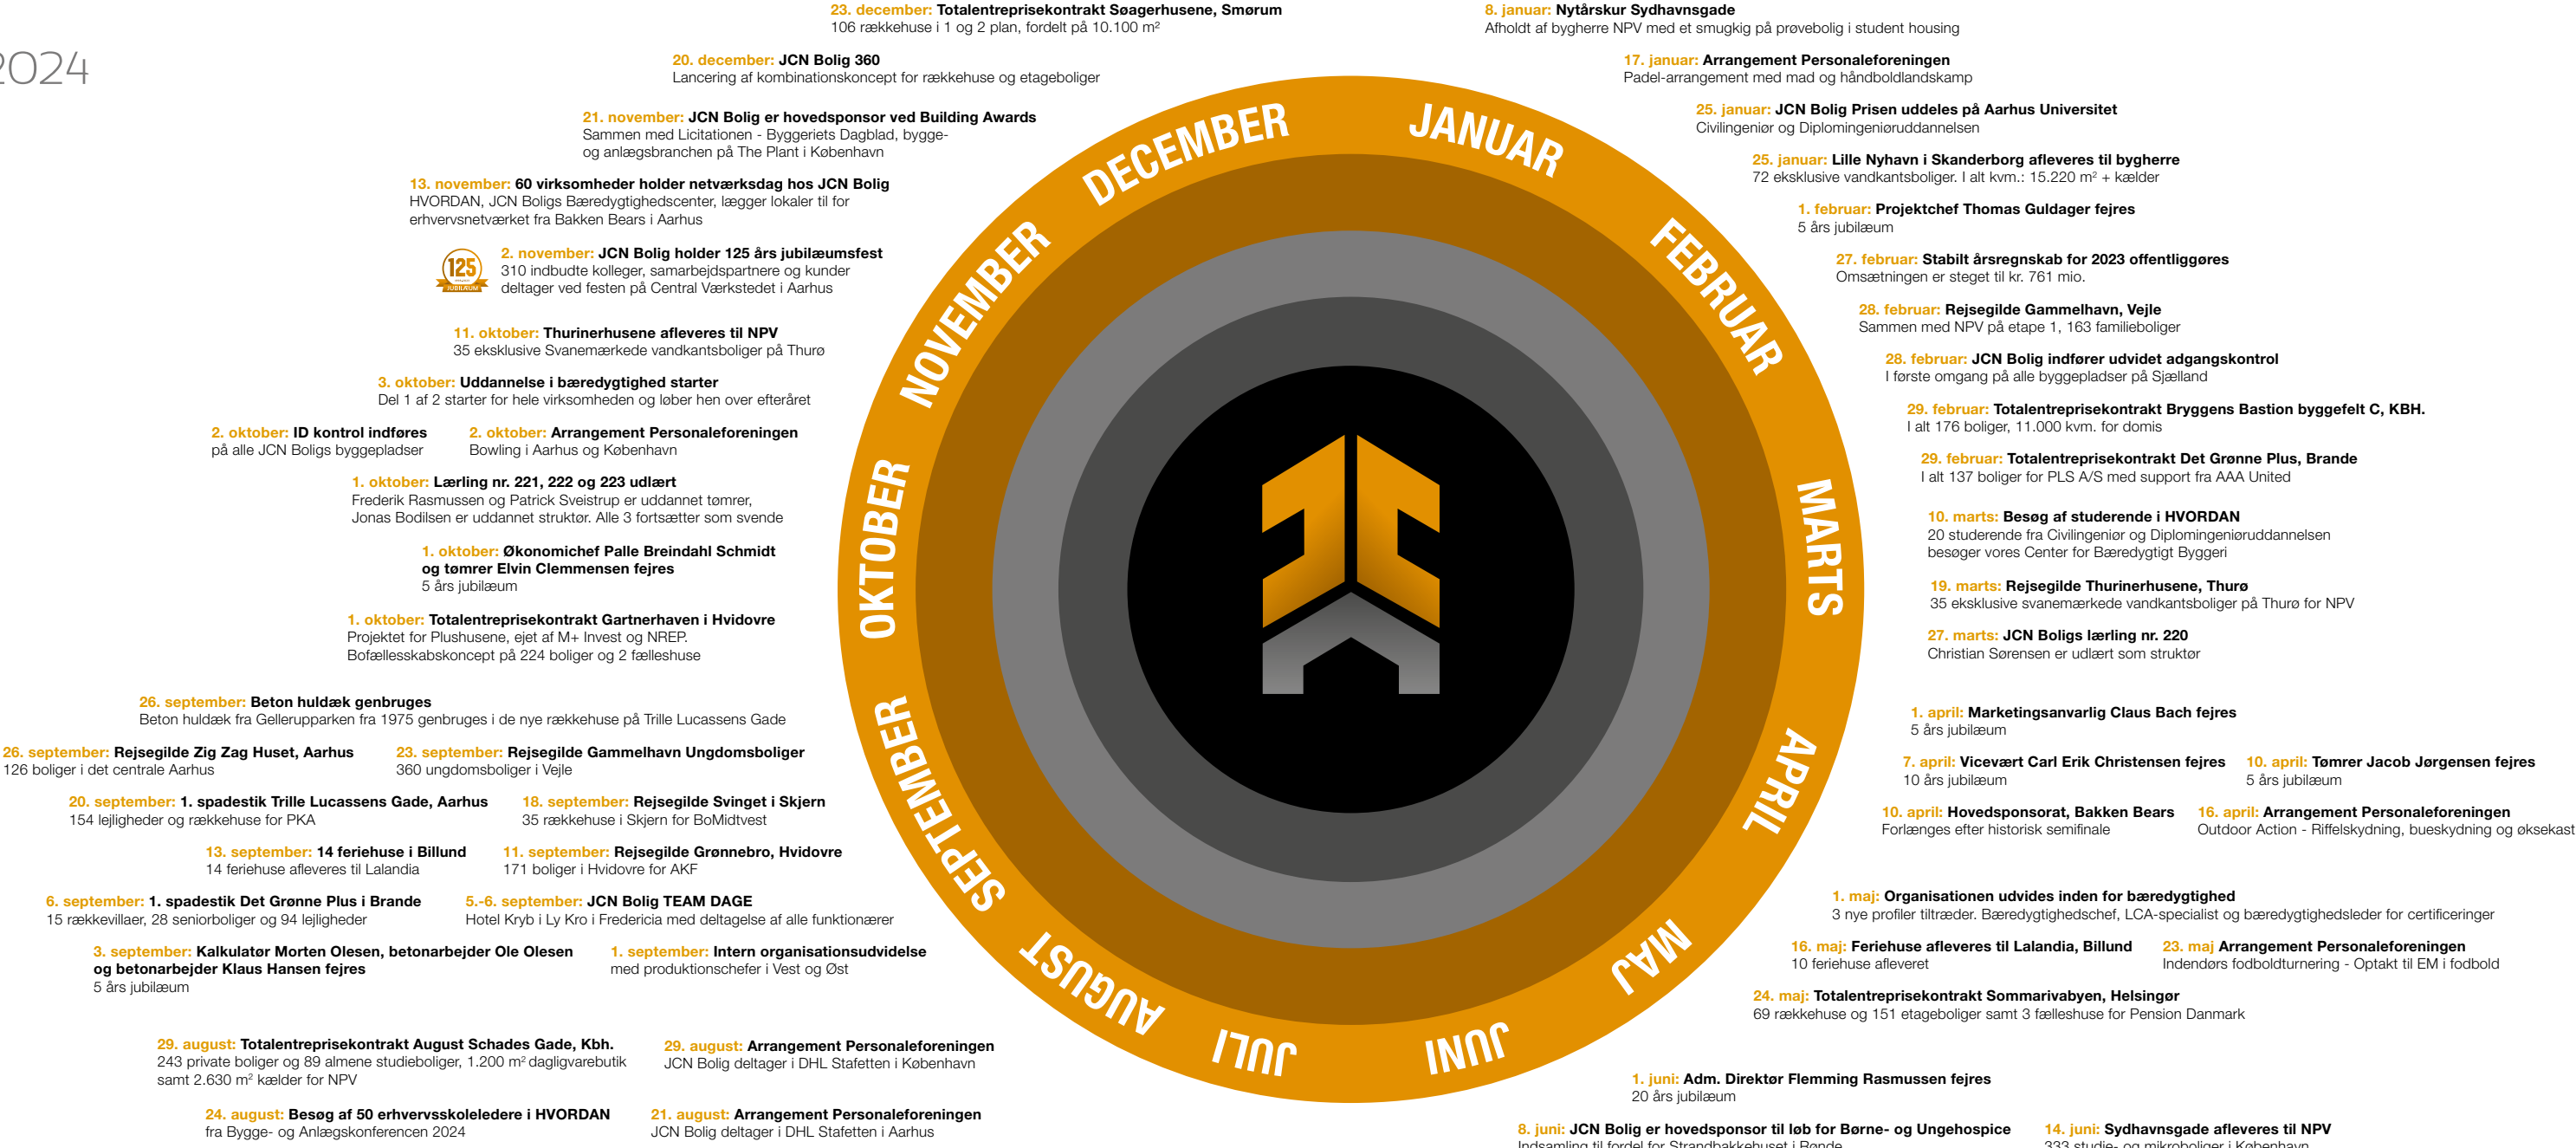 2024
8. januar: Nytårskur Sydhavnsgade
Afholdt af bygherre NPV med et smugkig på prøvebolig i student housing
17. januar: Arrangement Personaleforeningen
Padel-arrangement med mad og håndboldlandskamp
25. januar: JCN Bolig Prisen uddeles på Aarhus Universitet
Civilingeniør og Diplomingeniøruddannelsen
25. januar: Lille Nyhavn i Skanderborg afleveres til bygherre
72 eksklusive vandkantsboliger. I alt kvm.: 15.220 m² + kælder
1. februar: Projektchef Thomas Guldager fejres
5 års jubilæum
27. februar: Stabilt årsregnskab for 2023 offentliggøres
Omsætningen er steget til kr. 761 mio.
28. februar: Rejsegilde Gammelhavn, Vejle
Sammen med NPV på etape 1, 163 familieboliger
28. februar: JCN Bolig indfører udvidet adgangskontrol
I første omgang på alle byggepladser på Sjælland
29. februar: Totalentreprisekontrakt Bryggens Bastion byggefelt C, KBH.
I alt 176 boliger, 11.000 kvm. for domis
29. februar: Totalentreprisekontrakt Det Grønne Plus, Brande
I alt 137 boliger for PLS A/S med support fra AAA United
10. marts: Besøg af studerende i HVORDAN
20 studerende fra Civilingeniør og Diplomingeniøruddannelsen
besøger vores Center for Bæredygtigt Byggeri
19. marts: Rejsegilde Thurinerhusene, Thurø
35 eksklusive svanemærkede vandkantsboliger på Thurø for NPV
27. marts: JCN Boligs lærling nr. 220
Christian Sørensen er udlært som struktør
1. april: Marketingsanvarlig Claus Bach fejres
5 års jubilæum
7. april: Vicevært Carl Erik Christensen fejres
10 års jubilæum
10. april: Tømrer Jacob Jørgensen fejres
5 års jubilæum
10. april: Hovedsponsorat, Bakken Bears
Forlænges efter historisk semifinale
16. april: Arrangement Personaleforeningen
Outdoor Action - Riffelskydning, bueskydning og øksekast
1. maj: Organisationen udvides inden for bæredygtighed
3 nye profiler tiltræder. Bæredygtighedschef, LCA-specialist og bæredygtighedsleder for certificeringer
16. maj: Feriehuse afleveres til Lalandia, Billund
10 feriehuse afleveret
23. maj Arrangement Personaleforeningen
Indendørs fodboldturnering - Optakt til EM i fodbold
24. maj: Totalentreprisekontrakt Sommarivabyen, Helsingør
69 rækkehuse og 151 etageboliger samt 3 fælleshuse for Pension Danmark
1. juni: Adm. Direktør Flemming Rasmussen fejres
20 års jubilæum
8. juni: JCN Bolig er hovedsponsor til løb for Børne- og Ungehospice
Indsamling til fordel for Strandbakkehuset i Rønde
14. juni: Sydhavnsgade afleveres til NPV
333 studie- og mikroboliger i København
JANUAR
FEBRUAR
MARTS
APRIL
MAJ
JUNI
JULI
AUGUST
SEPTEMBER
OKTOBER
NOVEMBER
DECEMBER
23. december: Totalentreprisekontrakt Søagerhusene, Smørum
106 rækkehuse i 1 og 2 plan, fordelt på 10.100 m²
20. december: JCN Bolig 360
Lancering af kombinationskoncept for rækkehuse og etageboliger
21. november: JCN Bolig er hovedsponsor ved Building Awards
Sammen med Licitationen - Byggeriets Dagblad, bygge-
og anlægsbranchen på The Plant i København
13. november: 60 virksomheder holder netværksdag hos JCN Bolig
HVORDAN, JCN Boligs Bæredygtighedscenter, lægger lokaler til for
erhvervsnetværket fra Bakken Bears i Aarhus
125
JUBILÆUM
2. november: JCN Bolig holder 125 års jubilæumsfest
310 indbudte kolleger, samarbejdspartnere og kunder
deltager ved festen på Central Værkstedet i Aarhus
11. oktober: Thurinerhusene afleveres til NPV
35 eksklusive Svanemærkede vandkantsboliger på Thurø
3. oktober: Uddannelse i bæredygtighed starter
Del 1 af 2 starter for hele virksomheden og løber hen over efteråret
2. oktober: ID kontrol indføres
på alle JCN Boligs byggepladser
2. oktober: Arrangement Personaleforeningen
Bowling i Aarhus og København
1. oktober: Lærling nr. 221, 222 og 223 udlært
Frederik Rasmussen og Patrick Sveistrup er uddannet tømrer,
Jonas Bodilsen er uddannet struktør. Alle 3 fortsætter som svende
1. oktober: Økonomichef Palle Breindahl Schmidt
og tømrer Elvin Clemmensen fejres
5 års jubilæum
1. oktober: Totalentreprisekontrakt Gartnerhaven i Hvidovre
Projektet for Plushusene, ejet af M+ Invest og NREP.
Bofællesskabskoncept på 224 boliger og 2 fælleshuse
26. september: Beton huldæk genbruges
Beton huldæk fra Gellerupparken fra 1975 genbruges i de nye rækkehuse på Trille Lucassens Gade
26. september: Rejsegilde Zig Zag Huset, Aarhus
126 boliger i det centrale Aarhus
23. september: Rejsegilde Gammelhavn Ungdomsboliger
360 ungdomsboliger i Vejle
20. september: 1. spadestik Trille Lucassens Gade, Aarhus
154 lejligheder og rækkehuse for PKA
18. september: Rejsegilde Svinget i Skjern
35 rækkehuse i Skjern for BoMidtvest
13. september: 14 feriehuse i Billund
14 feriehuse afleveres til Lalandia
11. september: Rejsegilde Grønnebro, Hvidovre
171 boliger i Hvidovre for AKF
6. september: 1. spadestik Det Grønne Plus i Brande
15 rækkevillaer, 28 seniorboliger og 94 lejligheder
5.-6. september: JCN Bolig TEAM DAGE
Hotel Kryb i Ly Kro i Fredericia med deltagelse af alle funktionærer
3. september: Kalkulatør Morten Olesen, betonarbejder Ole Olesen
og betonarbejder Klaus Hansen fejres
5 års jubilæum
1. september: Intern organisationsudvidelse
med produktionschefer i Vest og Øst
29. august: Totalentreprisekontrakt August Schades Gade, Kbh.
243 private boliger og 89 almene studieboliger, 1.200 m² dagligvarebutik
samt 2.630 m² kælder for NPV
29. august: Arrangement Personaleforeningen
JCN Bolig deltager i DHL Stafetten i København
24. august: Besøg af 50 erhvervsskoleledere i HVORDAN
fra Bygge- og Anlægskonferencen 2024
21. august: Arrangement Personaleforeningen
JCN Bolig deltager i DHL Stafetten i Aarhus